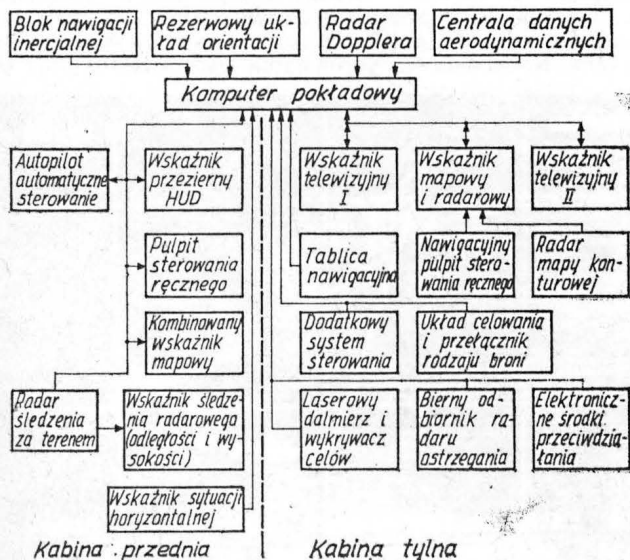 Blok nawigacji
inercjalnej
Rezerwowy uk-
ład orientacji
Radar
Dopplera
Centrala danych
aerodynamicznych
Komputer pokładowy
Autopilot
automatyczne
sterowanie
Wskaźnik
przezierny
HUD
Wskaźnik
telewizyjny
I
Wskaźnik
mapowy
i radarowy
Wskaźnik
telewizyjny
II
Pulpit
sterowania
ręcznego
Tablica
nawigacyjna
Nawigacyjny
pulpit stero-
wania ręcznego
Radar
mapy kon-
turowej
Kombinowany
wskaźnik
mapowy
Dodatkowy
system
sterowania
Układ celowania
i przełącznik
rodzaju broni
Radar
śledzenia
za terenem
Wskaźnik śledze-
nia radarowego
(odległości i wy-
sokości)
Laserowy
dalmierz i
wykrywacz
celów
Bierny od-
biornik ra-
daru
ostrzegania
Elektronicz-
ne środki
przeciwdzia-
łania
Wskaźnik sytuacji
horyzontalnej
Kabina przednia
Kabina tylna